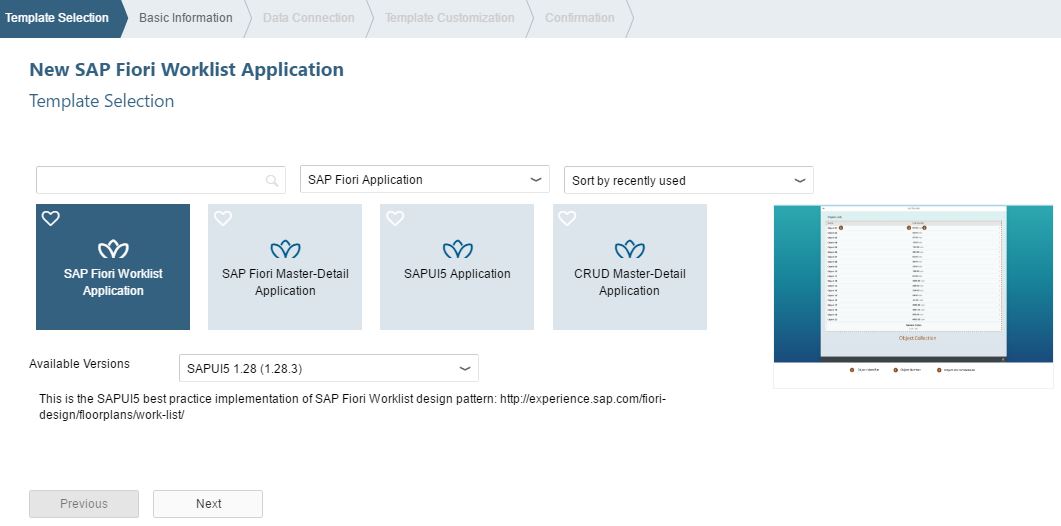 Template Selection
Basic Information
Data Connection
Template Customization
Confirmation
New SAP Fiori Worklist Application
Template Selection
SAP Fiori Application
Sort by recently used
SAP Fiori Worklist
Application
SAP Fiori Master-Detail
Application
SAPUI5 Application
CRUD Master-Detail
Application
Object Collection
Available Versions
SAPUI5 1.28 (1.28.3)
This is the SAPUI5 best practice implementation of SAP Fiori Worklist design pattern: http://experience.sap.com/fiori-
design/floorplans/work-list/
Previous
Next